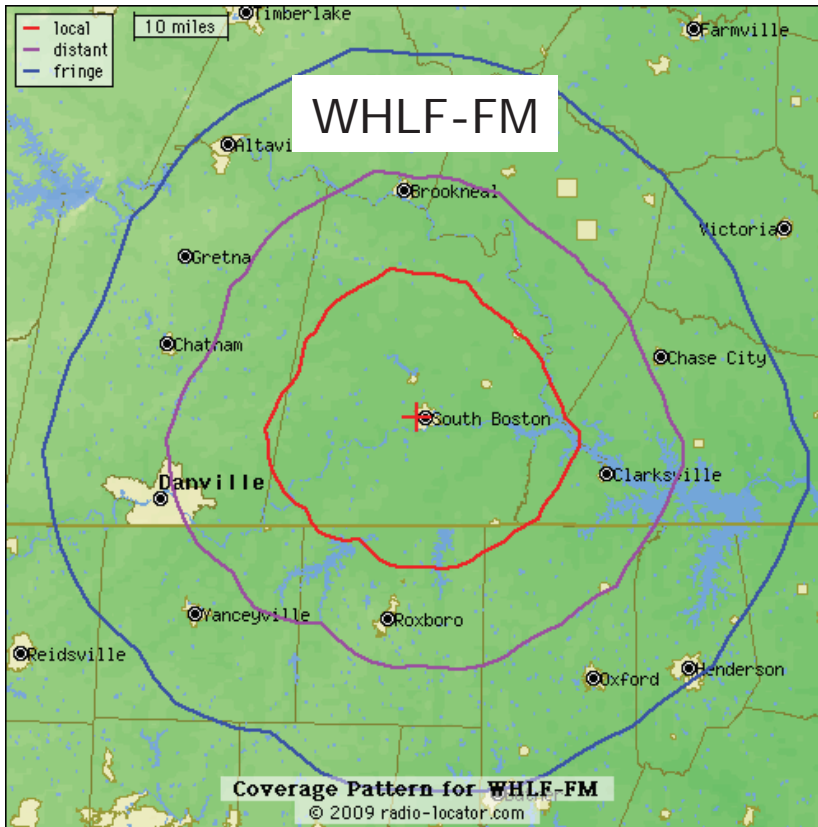 Timberlake
10 miles
local
distant
fringe
Farmville
WHLF-FM
Altavi
Brookneal
Victoria
Gretna
Chatham
Chase City
South Boston
Clarksville
Danville
Yanceyville
Roxboro
Reidsville
Oxford
Henderson
Coverage Pattern for WHLF-FM
© 2009 radio-locator.com